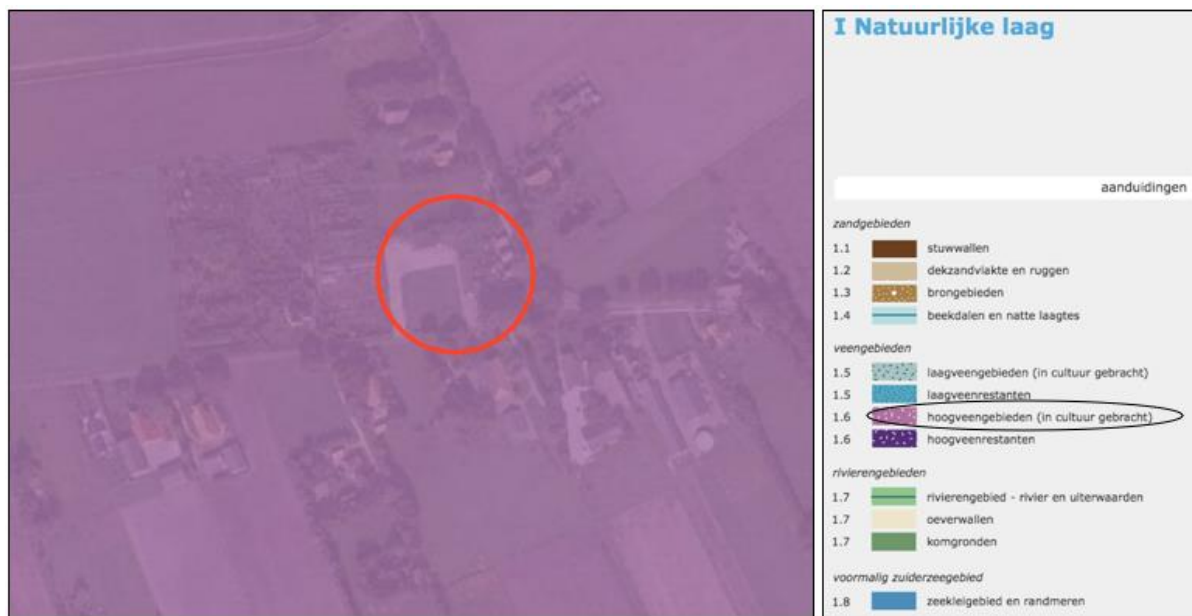 I Natuurlijke laag
aanduidingen
zandgebieden
1.1 stuwwallen
1.2 dekzandvlakte en ruggen
1.3 brongebieden
1.4 beekdalen en natte laagtes
veengebieden
1.5 laagveengebieden (in cultuur gebracht)
1.5 laagveenrestanten
1.6 hoogveengebieden (in cultuur gebracht)
1.6 hoogveenrestanten
rivierengebieden
1.7 rivierengebied - rivier en uiterwaarden
1.7 oeverwallen
1.7 komgronden
voormalig zuiderzeegebied
1.8 zeekleigebied en randmeren